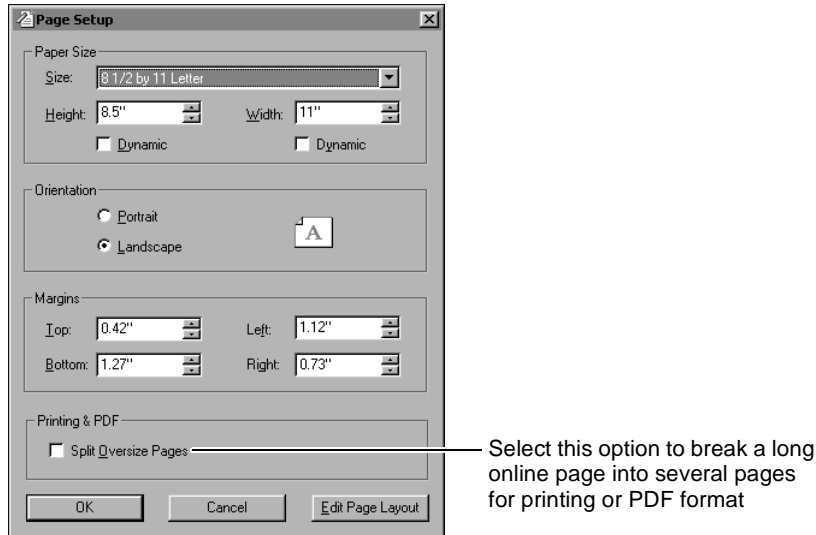 Page Setup
Paper Size
Size: 8 1/2 by 11 Letter
Height: 8.5" Width: 11"
Dynamic Dynamic
Orientation
Portrait
A
Landscape
Margins
Top: 0.42" Left: 1.12"
Bottom: 1.27" Right: 0.73"
Printing & PDF
Split Oversize Pages
OK Cancel Edit Page Layout
Select this option to break a long
online page into several pages
for printing or PDF format